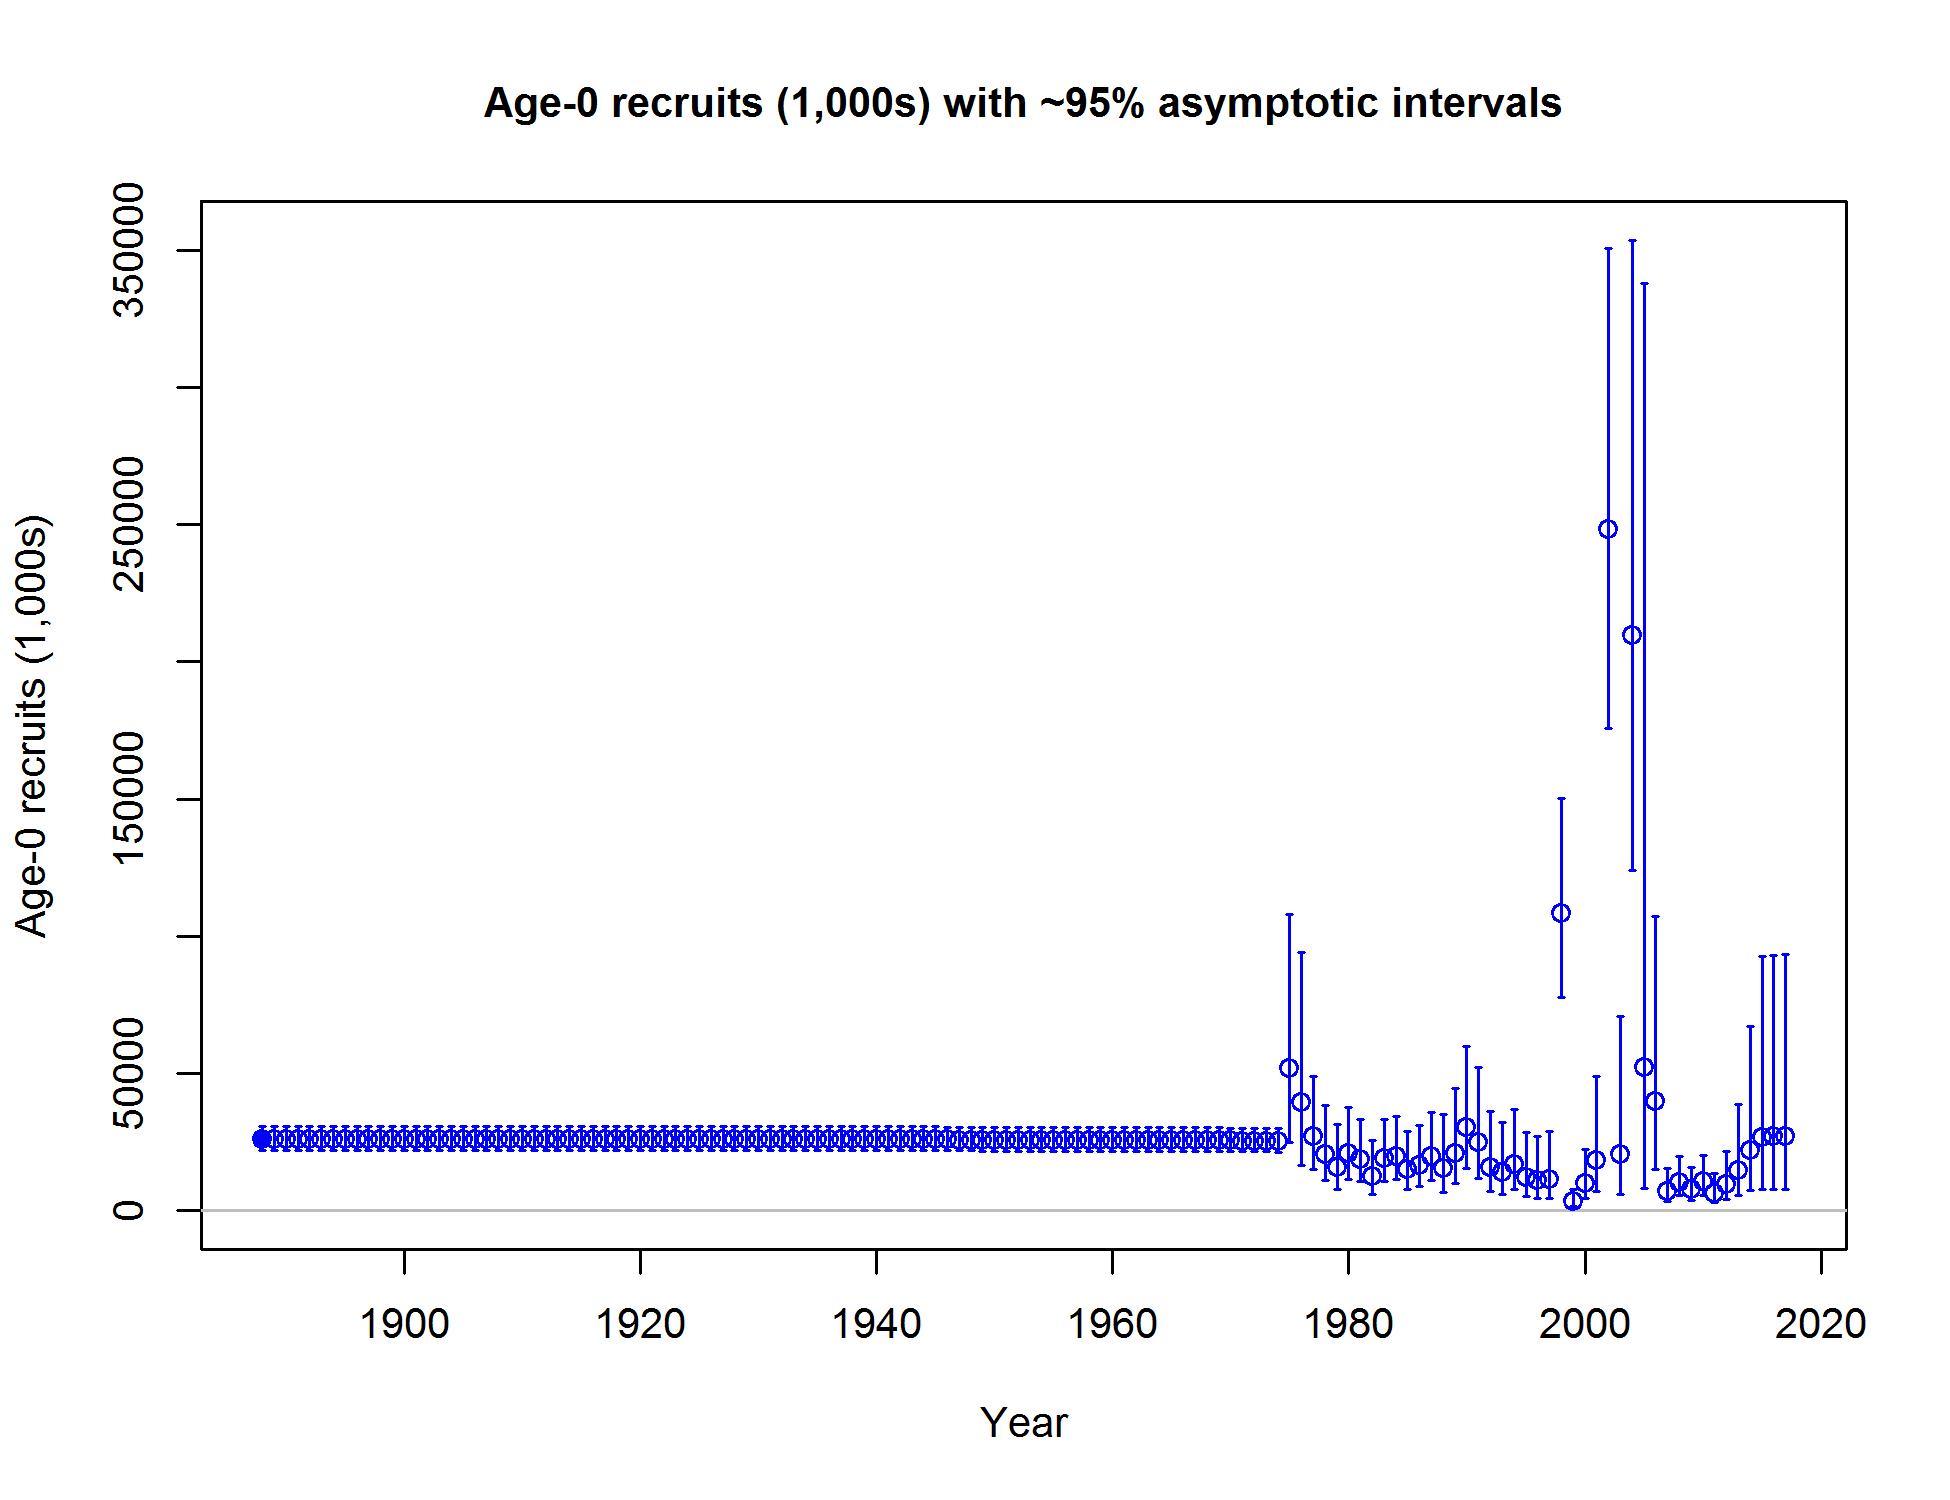 Age-0 recruits (1,000s) with ~95% asymptotic intervals
Age-0 recruits (1,000s)
350000
250000
150000
50000
0
1900 1920 1940 1960 1980 2000 2020
Year